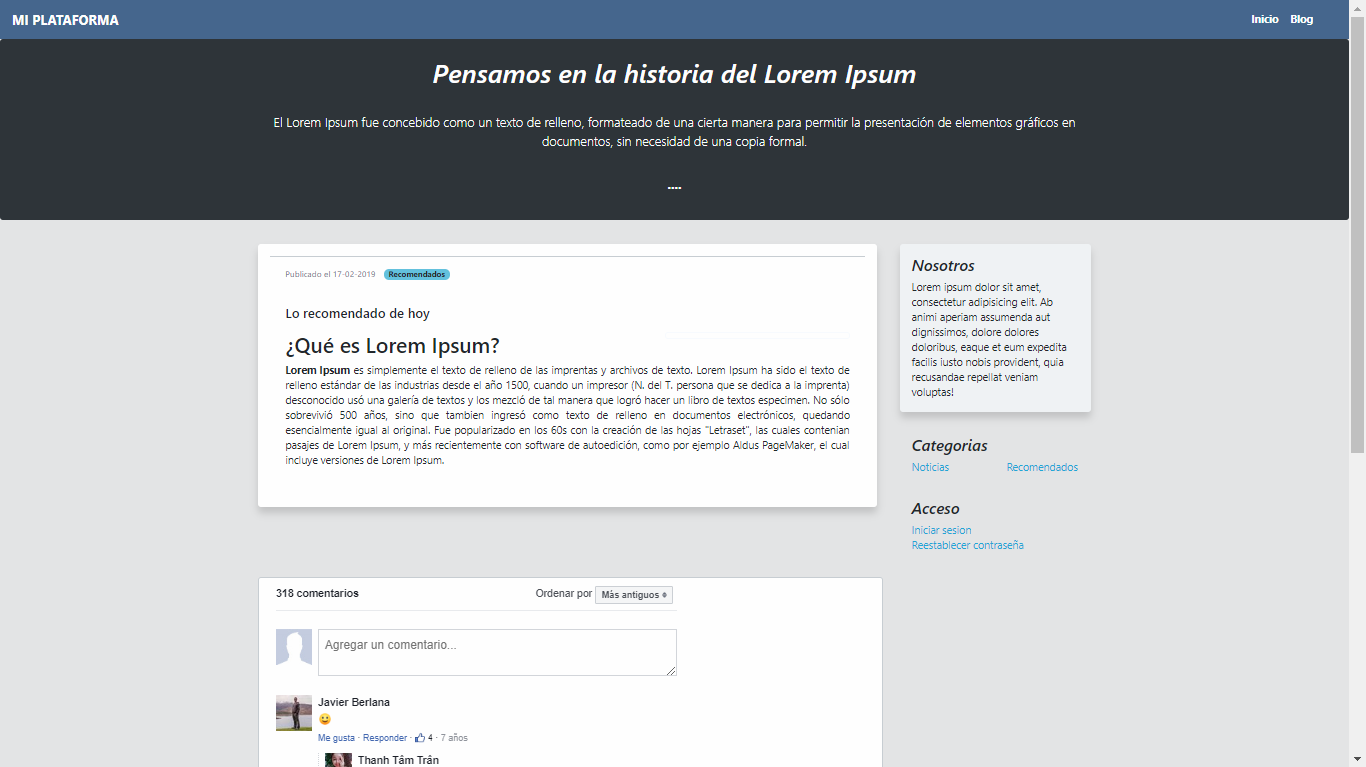 MI PLATAFORMA
Inicio Blog
Pensamos en la historia del Lorem Ipsum
El Lorem Ipsum fue concebido como un texto de relleno, formateado de una cierta manera para permitir la presentación de elementos gráficos en
documentos, sin necesidad de una copia formal.
....
Publicado el 17-02-2019 Recomendados
Lo recomendado de hoy
¿Qué es Lorem Ipsum?
Lorem Ipsum es simplemente el texto de relleno de las imprentas y archivos de texto. Lorem Ipsum ha sido el texto de
relleno estándar de las industrias desde el año 1500, cuando un impresor (N. del T. persona que se dedica a la imprenta)
desconocido usó una galería de textos y los mezcló de tal manera que logró hacer un libro de textos especimen. No sólo
sobrevivió 500 años, sino que tambien ingresó como texto de relleno en documentos electrónicos, quedando
esencialmente igual al original. Fue popularizado en los 60s con la creación de las hojas "Letraset", las cuales contenian
pasajes de Lorem Ipsum, y más recientemente con software de autoedición, como por ejemplo Aldus PageMaker, el cual
incluye versiones de Lorem Ipsum.
Nosotros
Lorem ipsum dolor sit amet,
consectetur adipisicing elit. Ab
animi aperiam assumenda aut
dignissimos, dolore dolores
doloribus, eaque et eum expedita
facilis iusto nobis provident, quia
recusandae repellat veniam
voluptas!
Categorias
Noticias Recomendados
Acceso
Iniciar sesion
Reestablecer contraseña
318 comentarios
Ordenar por Más antiguos
Agregar un comentario...
Javier Berlana
Me gusta · Responder · 4 · 7 años
Thanh Tâm Trân